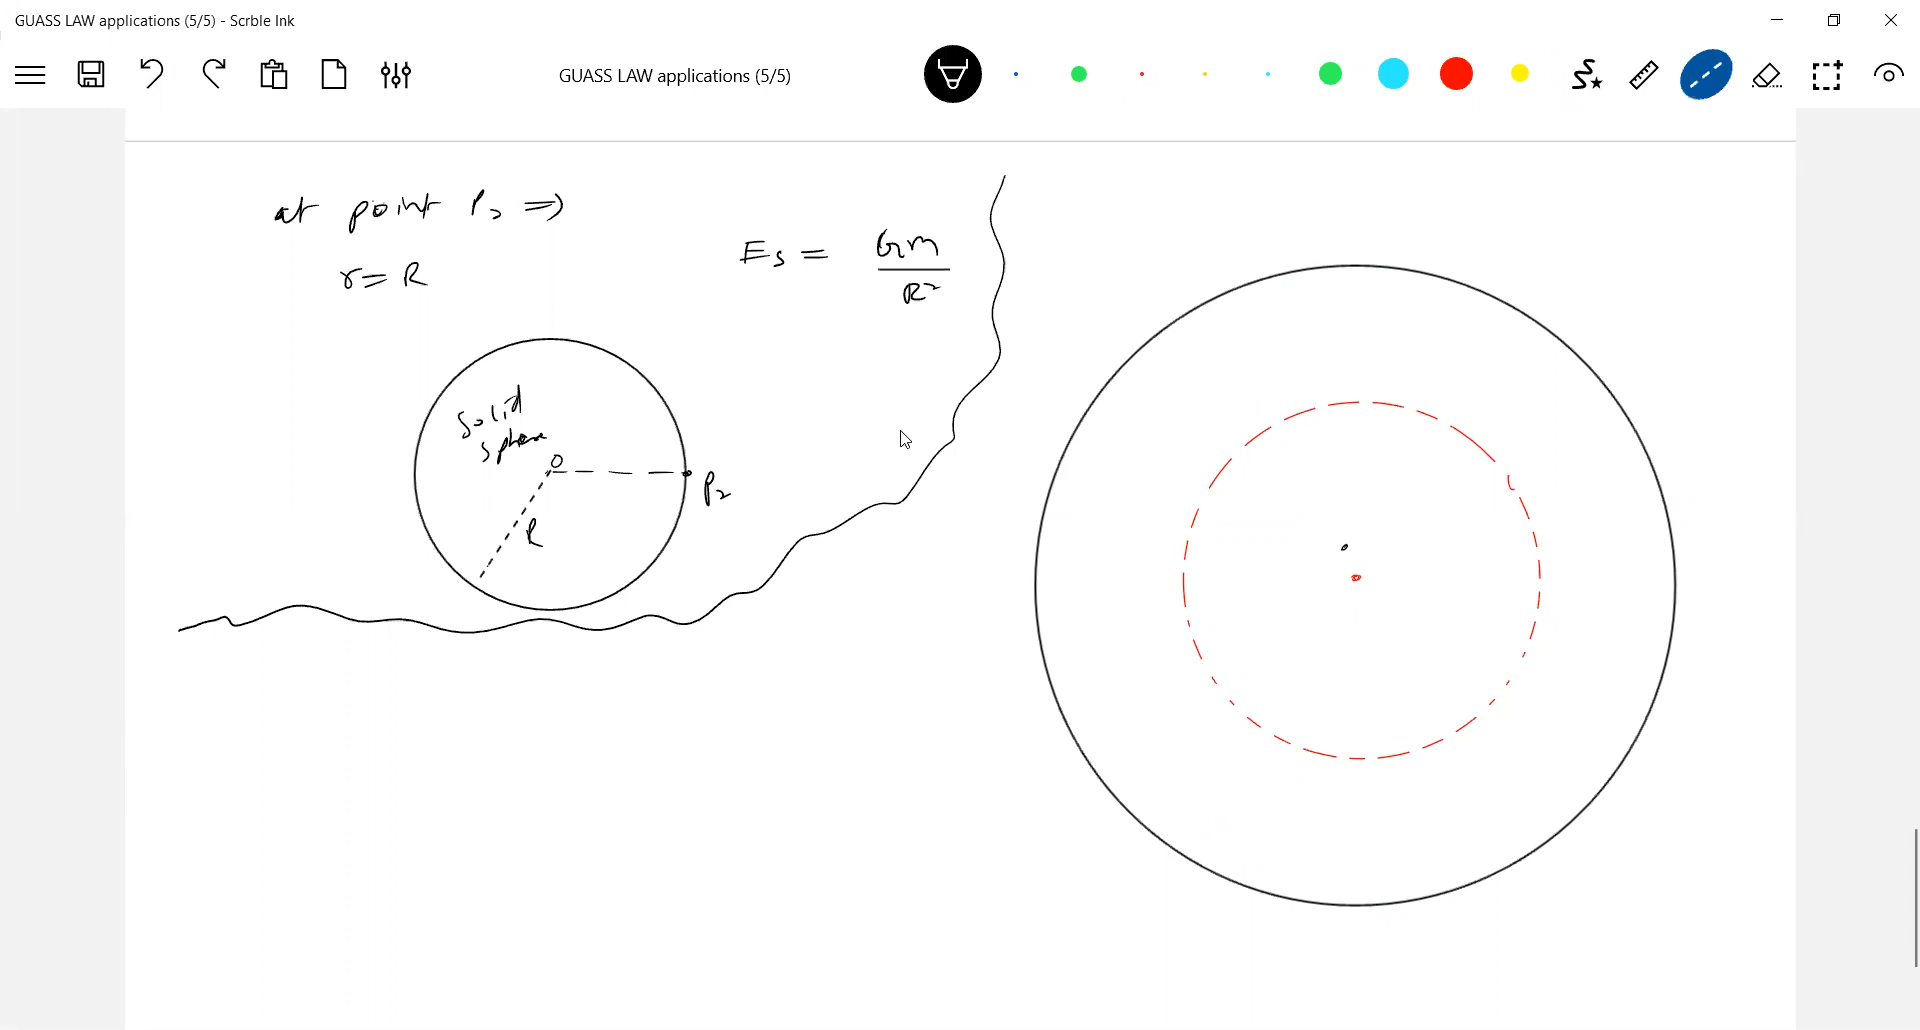 GUASS LAW applications (5/5) - Scrble Ink
GUASS LAW applications (5/5)
at point P₂ ⇒
r = R
E_s = GM / R²
Solid
sphere
O
P₂
R